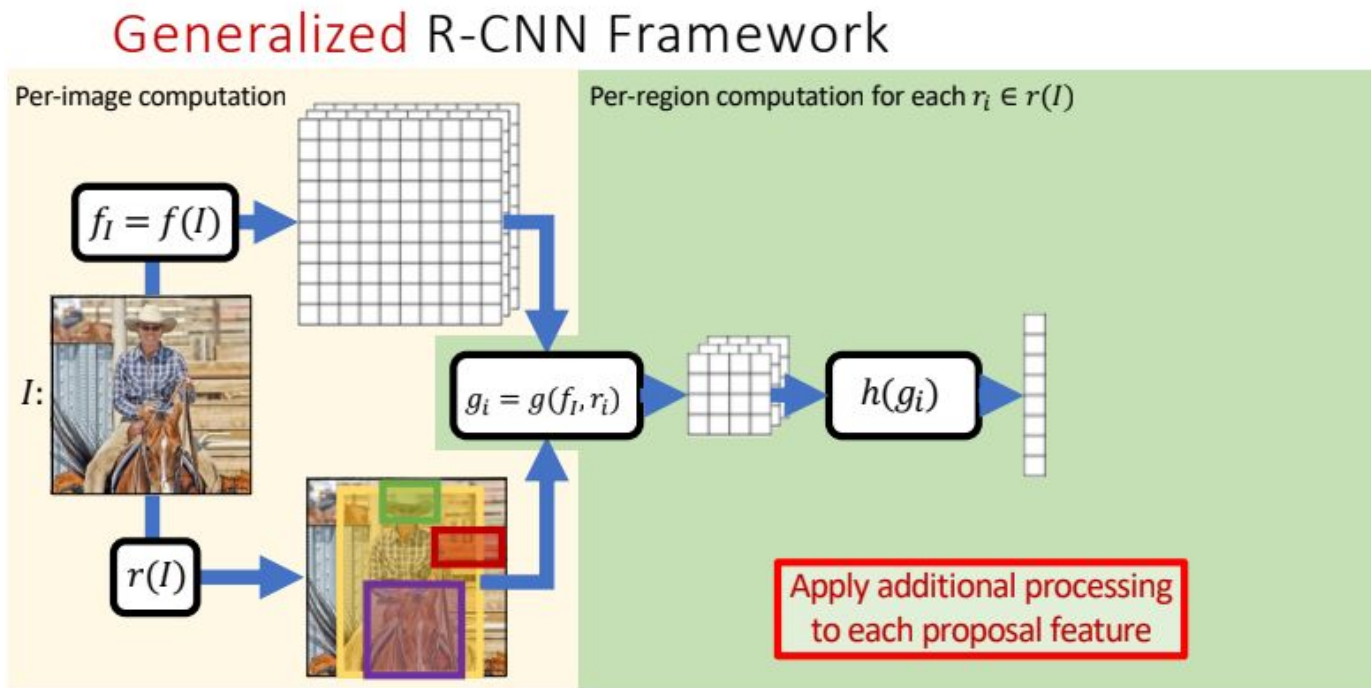 Generalized R-CNN Framework
Per-image computation
Per-region computation for each r_i ∈ r(I)
f_I = f(I)
I:
g_i = g(f_I, r_i)
h(g_i)
r(I)
Apply additional processing
to each proposal feature